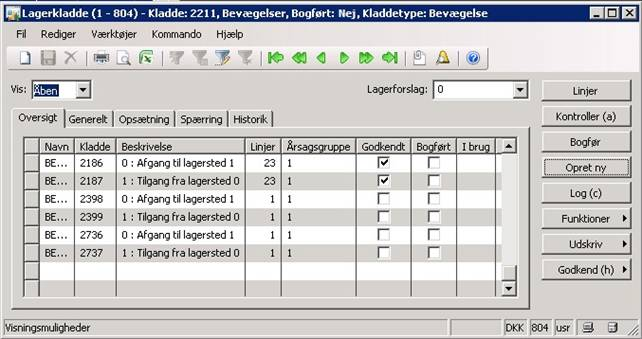 Lagerkladde (1 - 804) - Kladde: 2211, Bevægelser, Bogført: Nej, Kladdetype: Bevægelse
Fil Rediger Værktøjer Kommando Hjælp
Vis: Åben Lagerforslag: 0
Oversigt Generelt Opsætning Spærring Historik
Navn Kladde Beskrivelse Linjer Årsagsgruppe Godkendt Bogført I brug
BE... 2186 0 : Afgang til lagersted 1 23 1
BE... 2187 1 : Tilgang fra lagersted 0 23 1
BE... 2398 0 : Afgang til lagersted 1 1 1
BE... 2399 1 : Tilgang fra lagersted 0 1 1
BE... 2736 0 : Afgang til lagersted 1 1 1
BE... 2737 1 : Tilgang fra lagersted 0 1 1
Linjer
Kontroller (a)
Bogfør
Opret ny
Log (c)
Funktioner
Udskriv
Godkend (h)
Visningsmuligheder DKK 804 usr